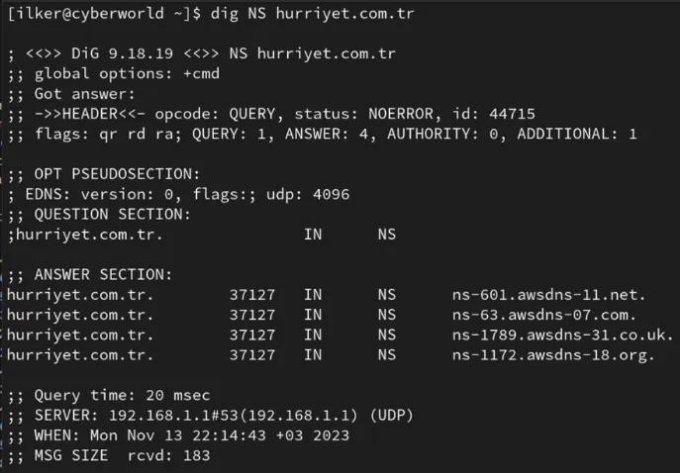 [ilker@cyberworld ~]$ dig NS hurriyet.com.tr
; <<>> DiG 9.18.19 <<>> NS hurriyet.com.tr
;; global options: +cmd
;; Got answer:
;; ->>HEADER<<- opcode: QUERY, status: NOERROR, id: 44715
;; flags: qr rd ra; QUERY: 1, ANSWER: 4, AUTHORITY: 0, ADDITIONAL: 1
;; OPT PSEUDOSECTION:
; EDNS: version: 0, flags:; udp: 4096
;; QUESTION SECTION:
;hurriyet.com.tr. IN NS
;; ANSWER SECTION:
hurriyet.com.tr. 37127 IN NS ns-601.awsdns-11.net.
hurriyet.com.tr. 37127 IN NS ns-63.awsdns-07.com.
hurriyet.com.tr. 37127 IN NS ns-1789.awsdns-31.co.uk.
hurriyet.com.tr. 37127 IN NS ns-1172.awsdns-18.org.
;; Query time: 20 msec
;; SERVER: 192.168.1.1#53(192.168.1.1) (UDP)
;; WHEN: Mon Nov 13 22:14:43 +03 2023
;; MSG SIZE rcvd: 183